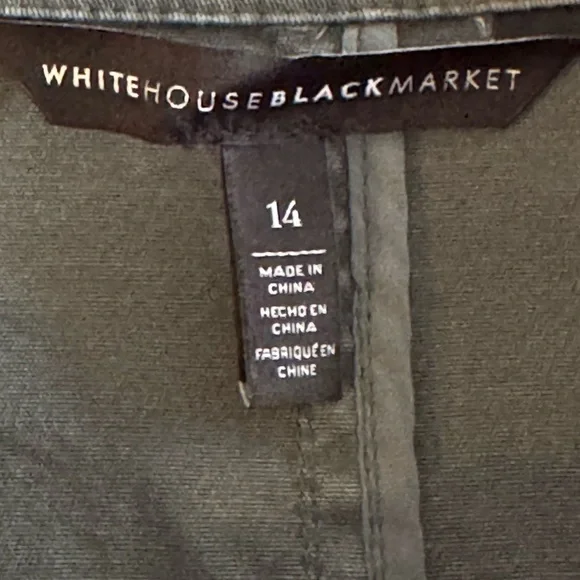 WHITEHOUSEBLACKMARKET
14
MADE IN
CHINA
HECHO EN
CHINA
FABRIQUÉ EN
CHINE